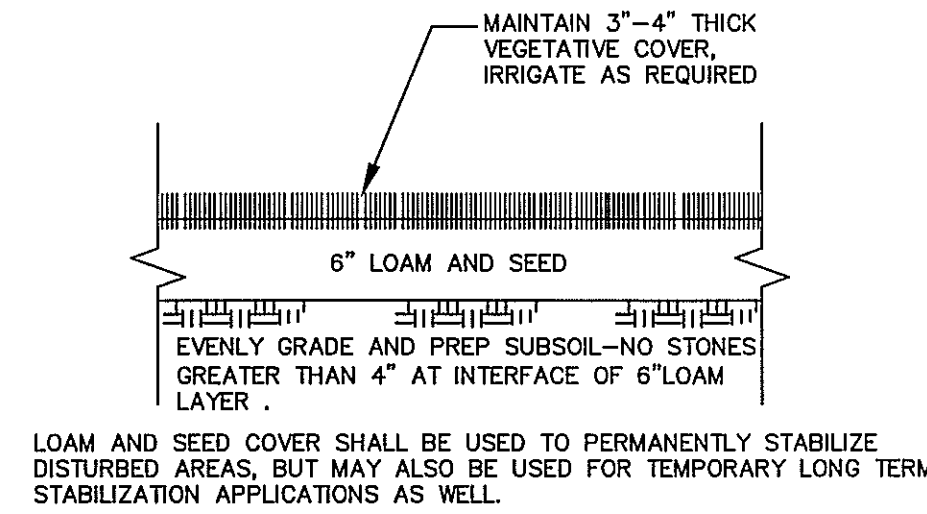 MAINTAIN 3"-4" THICK
VEGETATIVE COVER,
IRRIGATE AS REQUIRED
6" LOAM AND SEED
EVENLY GRADE AND PREP SUBSOIL-NO STONES
GREATER THAN 4" AT INTERFACE OF 6"LOAM
LAYER .
LOAM AND SEED COVER SHALL BE USED TO PERMANENTLY STABILIZE
DISTURBED AREAS, BUT MAY ALSO BE USED FOR TEMPORARY LONG TERM
STABILIZATION APPLICATIONS AS WELL.